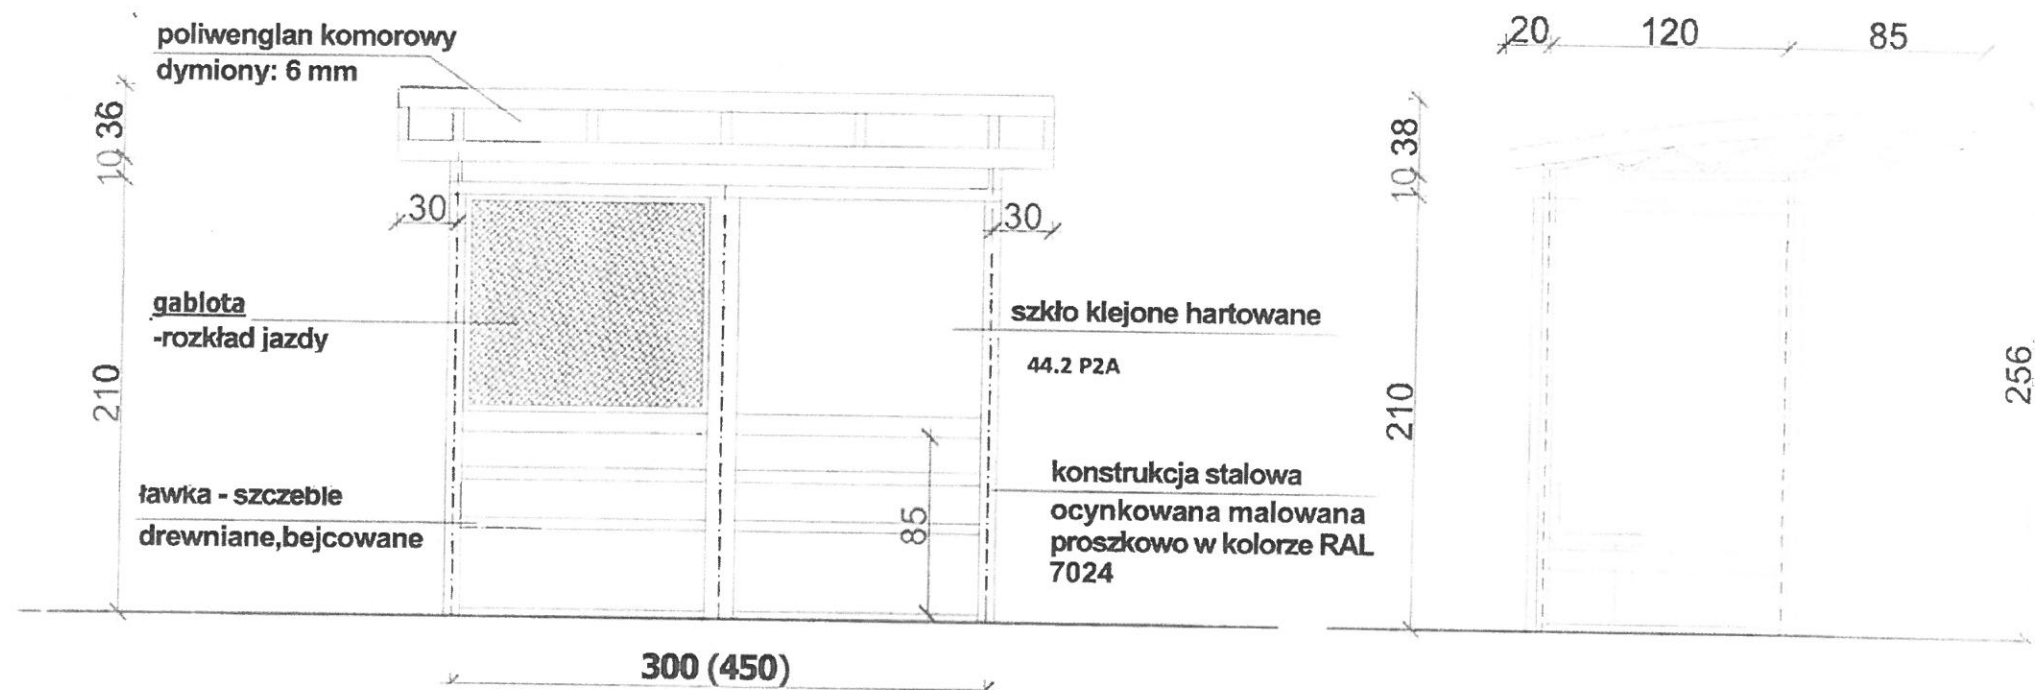 poliwenglan komorowy
dymiony: 6 mm
36
10
30
30
gablota
-rozkład jazdy
210
szkło klejone hartowane
44.2 P2A
ławka - szczeble
drewniane,bejcowane
85
konstrukcja stalowa
ocynkowana malowana
proszkowo w kolorze RAL
7024
300 (450)
20
120
85
38
10
210
256